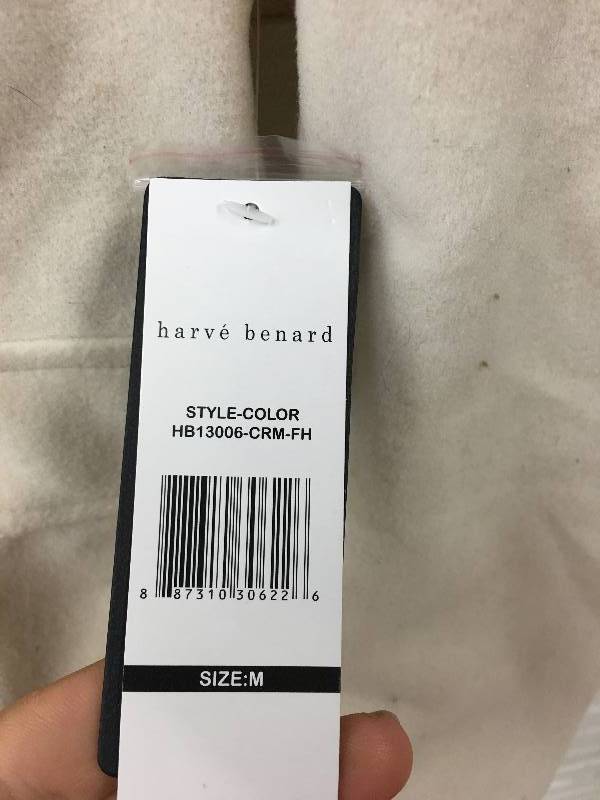 harvé benard
STYLE-COLOR
HB13006-CRM-FH
8 87310 30622 6
SIZE:M